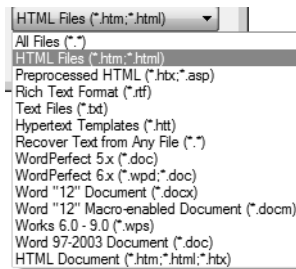 HTML Files (*.htm;*.html)
All Files (*.*)
HTML Files (*.htm;*.html)
Preprocessed HTML (*.htx;*.asp)
Rich Text Format (*.rtf)
Text Files (*.txt)
Hypertext Templates (*.htt)
Recover Text from Any File (*.*)
WordPerfect 5.x (*.doc)
WordPerfect 6.x (*.wpd;*.doc)
Word "12" Document (*.docx)
Word "12" Macro-enabled Document (*.docm)
Works 6.0 - 9.0 (*.wps)
Word 97-2003 Document (*.doc)
HTML Document (*.htm;*.html;*.htx)